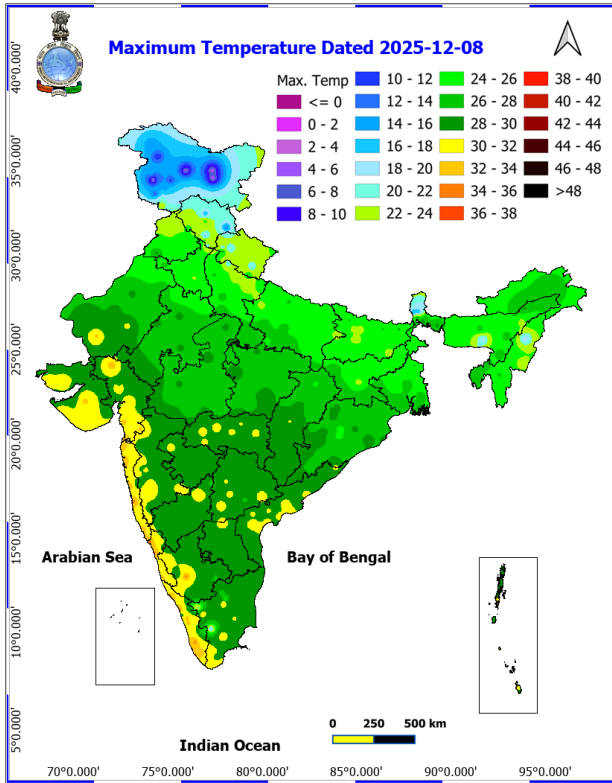 Maximum Temperature Dated 2025-12-08
Max. Temp
<= 0
0 - 2
2 - 4
4 - 6
6 - 8
8 - 10
10 - 12
12 - 14
14 - 16
16 - 18
18 - 20
20 - 22
22 - 24
24 - 26
26 - 28
28 - 30
30 - 32
32 - 34
34 - 36
36 - 38
38 - 40
40 - 42
42 - 44
44 - 46
46 - 48
>48
40°0.000'
35°0.000'
30°0.000'
25°0.000'
20°0.000'
15°0.000'
10°0.000'
5°0.000'
Arabian Sea
Bay of Bengal
Indian Ocean
0 250 500 km
70°0.000' 75°0.000' 80°0.000' 85°0.000' 90°0.000' 95°0.000'